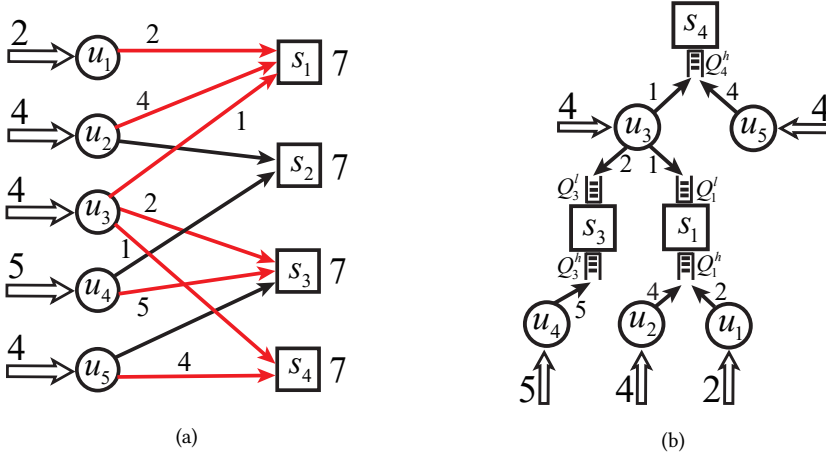 2 u₁ 2 s₁ 7
4 u₂ 4 1 s₂ 7
4 u₃ 2 1
5 u₄ 5 s₃ 7
4 u₅ 4 s₄ 7
(a)
s₄
Q₄ʰ
1 4
4 u₃ u₅ 4
2 1
Q₃ˡ Q₁ˡ
s₃ s₁
Q₃ʰ Q₁ʰ
5 4 2
u₄ u₂ u₁
5 4 2
(b)